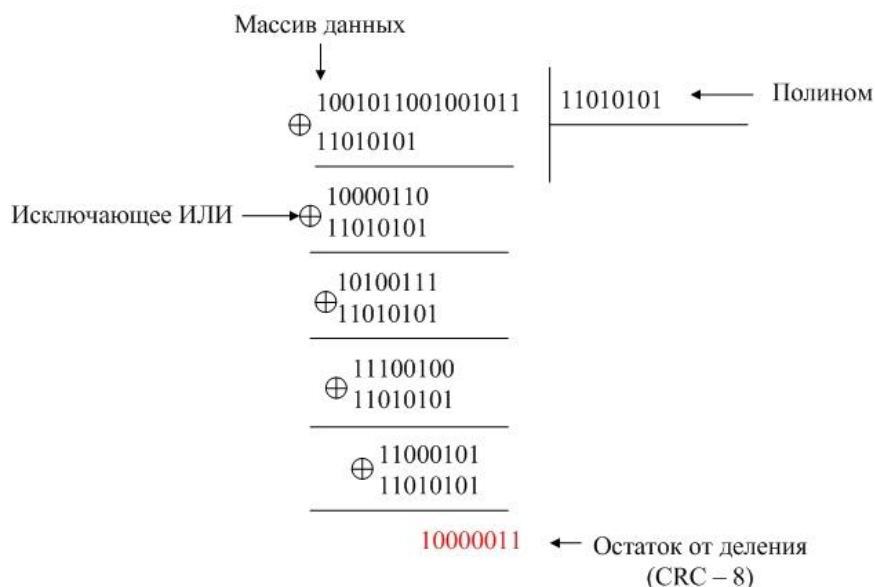 Массив данных
1001011001001011
11010101
Полином
11010101
10000110
Исключающее ИЛИ
11010101
10100111
11010101
11100100
11010101
11000101
11010101
10000011
Остаток от деления
(CRC – 8)